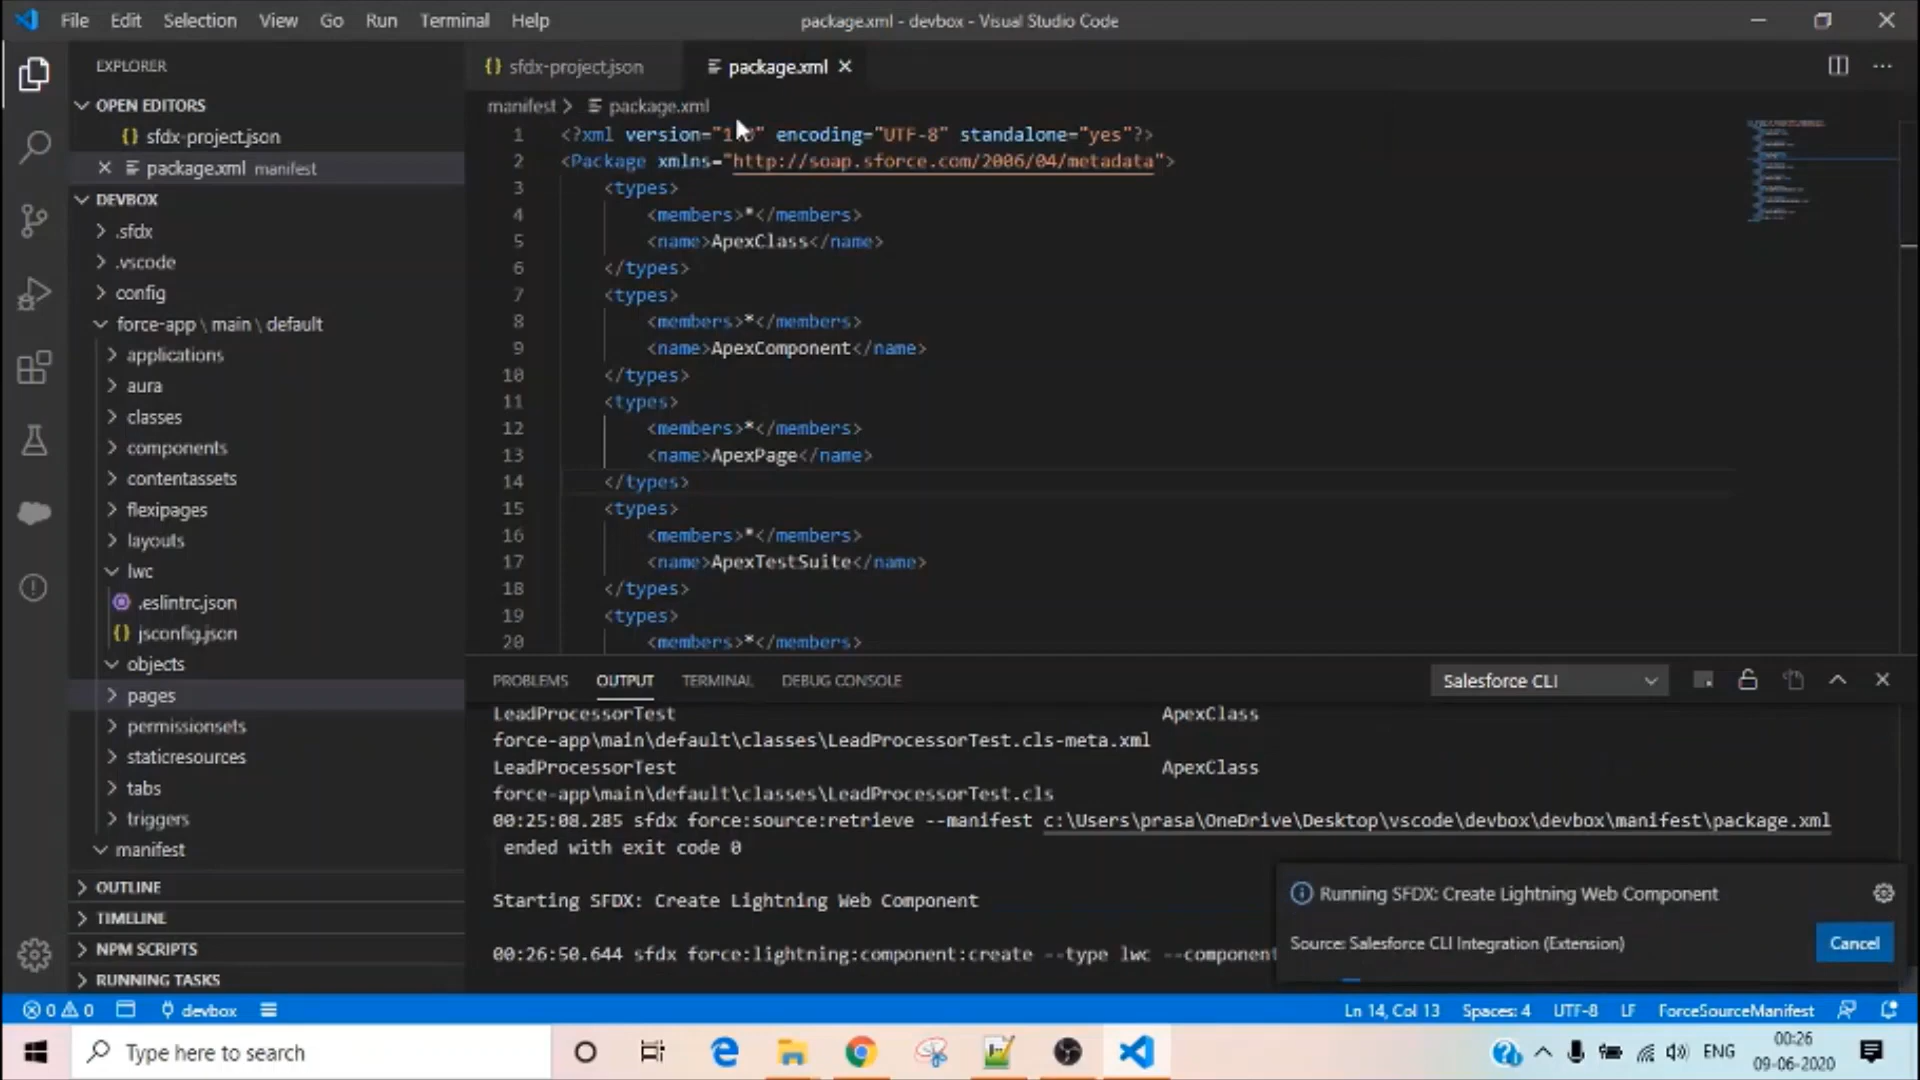 File Edit Selection View Go Run Terminal Help
package.xml - devbox - Visual Studio Code
EXPLORER
OPEN EDITORS
{} sfdx-project.json
package.xml manifest
DEVBOX
.sfdx
.vscode
config
force-app \ main \ default
applications
aura
classes
components
contentassets
flexipages
layouts
lwc
.eslintrc.json
{} jsconfig.json
objects
pages
permissionsets
staticresources
tabs
triggers
manifest
OUTLINE
TIMELINE
NPM SCRIPTS
RUNNING TASKS
{} sfdx-project.json
package.xml
manifest > package.xml
1 <?xml version="1.0" encoding="UTF-8" standalone="yes"?>
2 <Package xmlns="http://soap.sforce.com/2006/04/metadata">
3 <types>
4 <members>*</members>
5 <name>ApexClass</name>
6 </types>
7 <types>
8 <members>*</members>
9 <name>ApexComponent</name>
10 </types>
11 <types>
12 <members>*</members>
13 <name>ApexPage</name>
14 </types>
15 <types>
16 <members>*</members>
17 <name>ApexTestSuite</name>
18 </types>
19 <types>
20 <members>*</members>
PROBLEMS OUTPUT TERMINAL DEBUG CONSOLE
Salesforce CLI
LeadProcessorTest ApexClass
force-app\main\default\classes\LeadProcessorTest.cls-meta.xml
LeadProcessorTest ApexClass
force-app\main\default\classes\LeadProcessorTest.cls
00:25:08.285 sfdx force:source:retrieve --manifest c:\Users\prasa\OneDrive\Desktop\vscode\devbox\devbox\manifest\package.xml
ended with exit code 0
Starting SFDX: Create Lightning Web Component
00:26:50.644 sfdx force:lightning:component:create --type lwc --component
Running SFDX: Create Lightning Web Component
Source: Salesforce CLI Integration (Extension)
Cancel
0 0 devbox
Ln 14, Col 13 Spaces: 4 UTF-8 LF ForceSourceManifest
Type here to search
ENG
00:26
09-06-2020